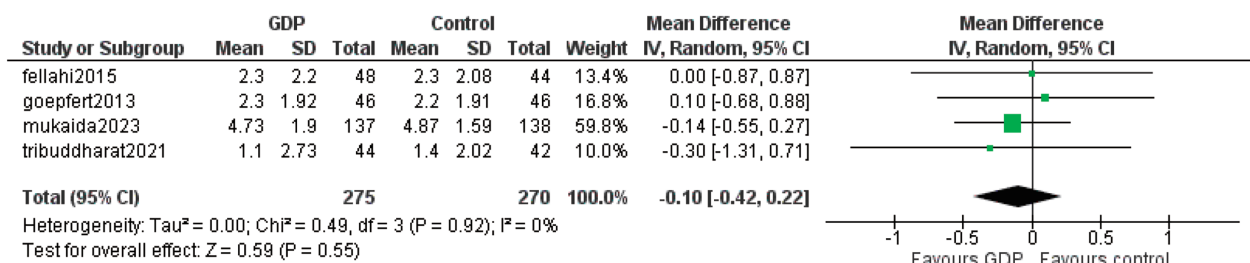 GDP Control Mean Difference Mean Difference
Study or Subgroup Mean SD Total Mean SD Total Weight IV, Random, 95% CI IV, Random, 95% CI
fellahi2015 2.3 2.2 48 2.3 2.08 44 13.4% 0.00 [-0.87, 0.87]
goepfert2013 2.3 1.92 46 2.2 1.91 46 16.8% 0.10 [-0.68, 0.88]
mukaida2023 4.73 1.9 137 4.87 1.59 138 59.8% -0.14 [-0.55, 0.27]
tribuddharat2021 1.1 2.73 44 1.4 2.02 42 10.0% -0.30 [-1.31, 0.71]
Total (95% CI) 275 270 100.0% -0.10 [-0.42, 0.22]
Heterogeneity: Tau² = 0.00; Chi² = 0.49, df = 3 (P = 0.92); I² = 0%
Test for overall effect: Z = 0.59 (P = 0.55)
-1 -0.5 0 0.5 1
Favours GDP Favours control